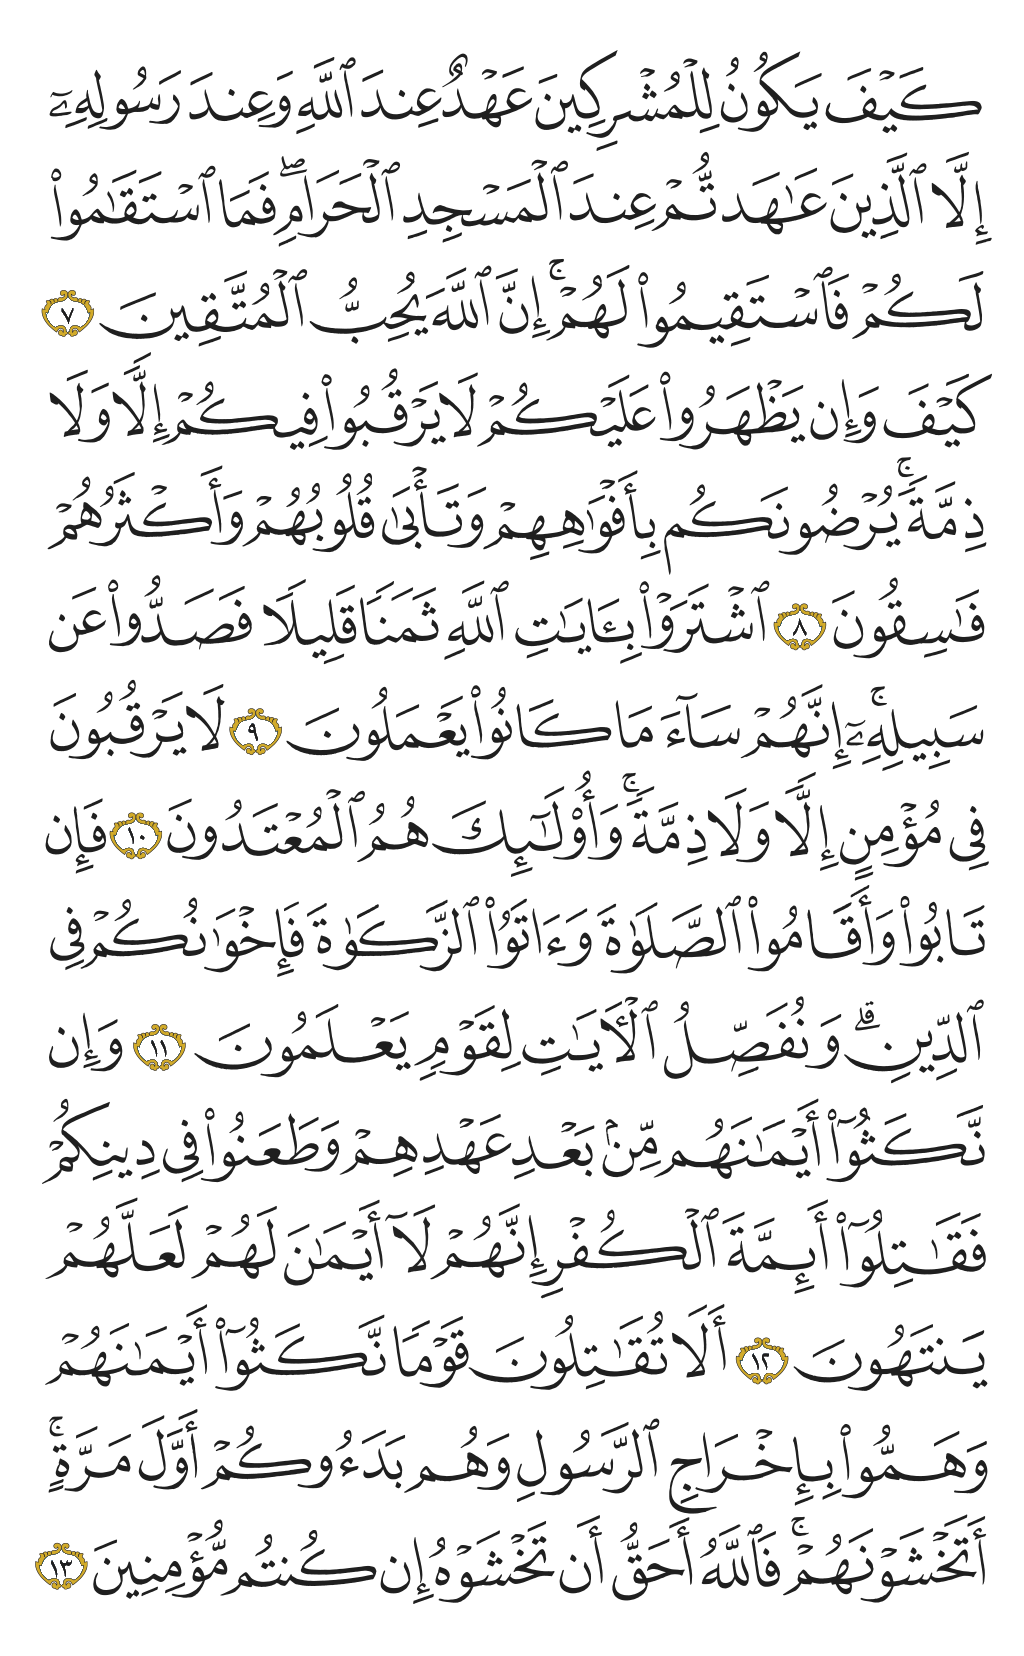 كَيْفَ يَكُونُ لِلْمُشْرِكِينَ عَهْدٌ عِندَ ٱللَّهِ وَعِندَ رَسُولِهِۦٓ
إِلَّا ٱلَّذِينَ عَٰهَدتُّمْ عِندَ ٱلْمَسْجِدِ ٱلْحَرَامِ ۖ فَمَا ٱسْتَقَٰمُوا۟
لَكُمْ فَٱسْتَقِيمُوا۟ لَهُمْ ۚ إِنَّ ٱللَّهَ يُحِبُّ ٱلْمُتَّقِينَ ٧
كَيْفَ وَإِن يَظْهَرُوا۟ عَلَيْكُمْ لَا يَرْقُبُوا۟ فِيكُمْ إِلًّا وَلَا
ذِمَّةً ۚ يُرْضُونَكُم بِأَفْوَٰهِهِمْ وَتَأْبَىٰ قُلُوبُهُمْ وَأَكْثَرُهُمْ
فَٰسِقُونَ ٨ ٱشْتَرَوْا۟ بِـَٔايَٰتِ ٱللَّهِ ثَمَنًا قَلِيلًا فَصَدُّوا۟ عَن
سَبِيلِهِۦٓ ۚ إِنَّهُمْ سَآءَ مَا كَانُوا۟ يَعْمَلُونَ ٩ لَا يَرْقُبُونَ
فِى مُؤْمِنٍ إِلًّا وَلَا ذِمَّةً ۚ وَأُو۟لَٰٓئِكَ هُمُ ٱلْمُعْتَدُونَ ١٠ فَإِن
تَابُوا۟ وَأَقَامُوا۟ ٱلصَّلَوٰةَ وَءَاتَوُا۟ ٱلزَّكَوٰةَ فَإِخْوَٰنُكُمْ فِى
ٱلدِّينِ ۗ وَنُفَصِّلُ ٱلْـَٔايَٰتِ لِقَوْمٍ يَعْلَمُونَ ١١ وَإِن
نَّكَثُوٓا۟ أَيْمَٰنَهُم مِّنۢ بَعْدِ عَهْدِهِمْ وَطَعَنُوا۟ فِى دِينِكُمْ
فَقَٰتِلُوٓا۟ أَئِمَّةَ ٱلْكُفْرِ إِنَّهُمْ لَآ أَيْمَٰنَ لَهُمْ لَعَلَّهُمْ
يَنتَهُونَ ١٢ أَلَا تُقَٰتِلُونَ قَوْمًا نَّكَثُوٓا۟ أَيْمَٰنَهُمْ
وَهَمُّوا۟ بِإِخْرَاجِ ٱلرَّسُولِ وَهُم بَدَءُوكُمْ أَوَّلَ مَرَّةٍ ۚ
أَتَخْشَوْنَهُمْ ۚ فَٱللَّهُ أَحَقُّ أَن تَخْشَوْهُ إِن كُنتُم مُّؤْمِنِينَ ١٣